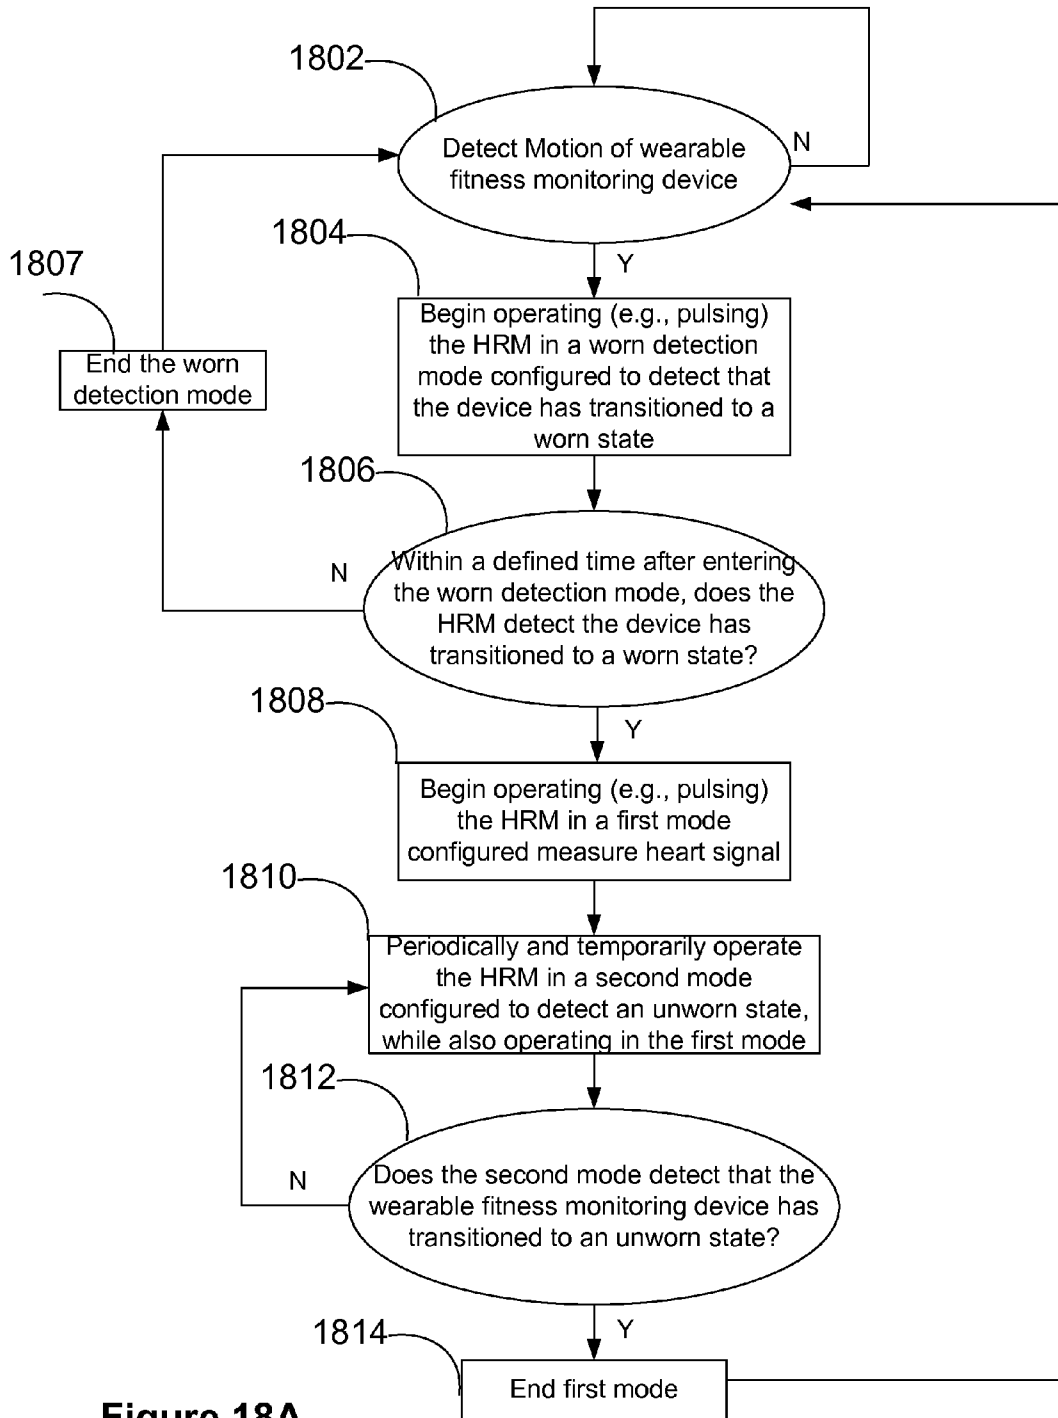 1802
Detect Motion of wearable
fitness monitoring device
N
1804
Y
1807
Begin operating (e.g., pulsing)
the HRM in a worn detection
mode configured to detect that
the device has transitioned to a
worn state
End the worn
detection mode
1806
Within a defined time after entering
the worn detection mode, does the
HRM detect the device has
transitioned to a worn state?
N
1808
Y
Begin operating (e.g., pulsing)
the HRM in a first mode
configured measure heart signal
1810
Periodically and temporarily operate
the HRM in a second mode
configured to detect an unworn state,
while also operating in the first mode
1812
Does the second mode detect that the
wearable fitness monitoring device has
transitioned to an unworn state?
N
1814
Y
End first mode
Figure 18A